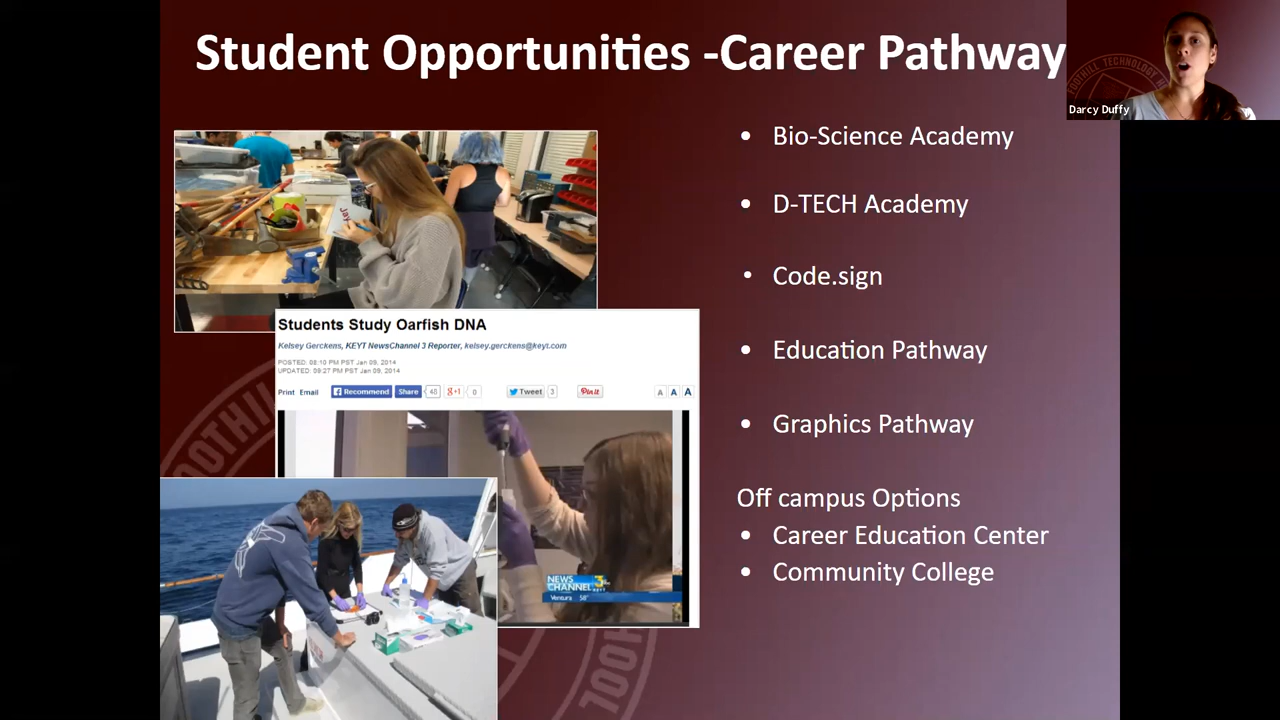 Student Opportunities -Career Pathway
FOOTHILL TECHNOLOGY H
Darcy Duffy
• Bio-Science Academy
• D-TECH Academy
• Code.sign
• Education Pathway
• Graphics Pathway
Off campus Options
• Career Education Center
• Community College
Students Study Oarfish DNA
Kelsey Gerckens, KEYT NewsChannel 3 Reporter, kelsey.gerckens@keyt.com
POSTED: 08:10 PM PST Jan 09, 2014
UPDATED: 09:27 PM PST Jan 09, 2014
Print Email Recommend Share 48 g+1 0 Tweet 3 Pin it A A A
NEWS CHANNEL 3
KEYT
Ventura 58°